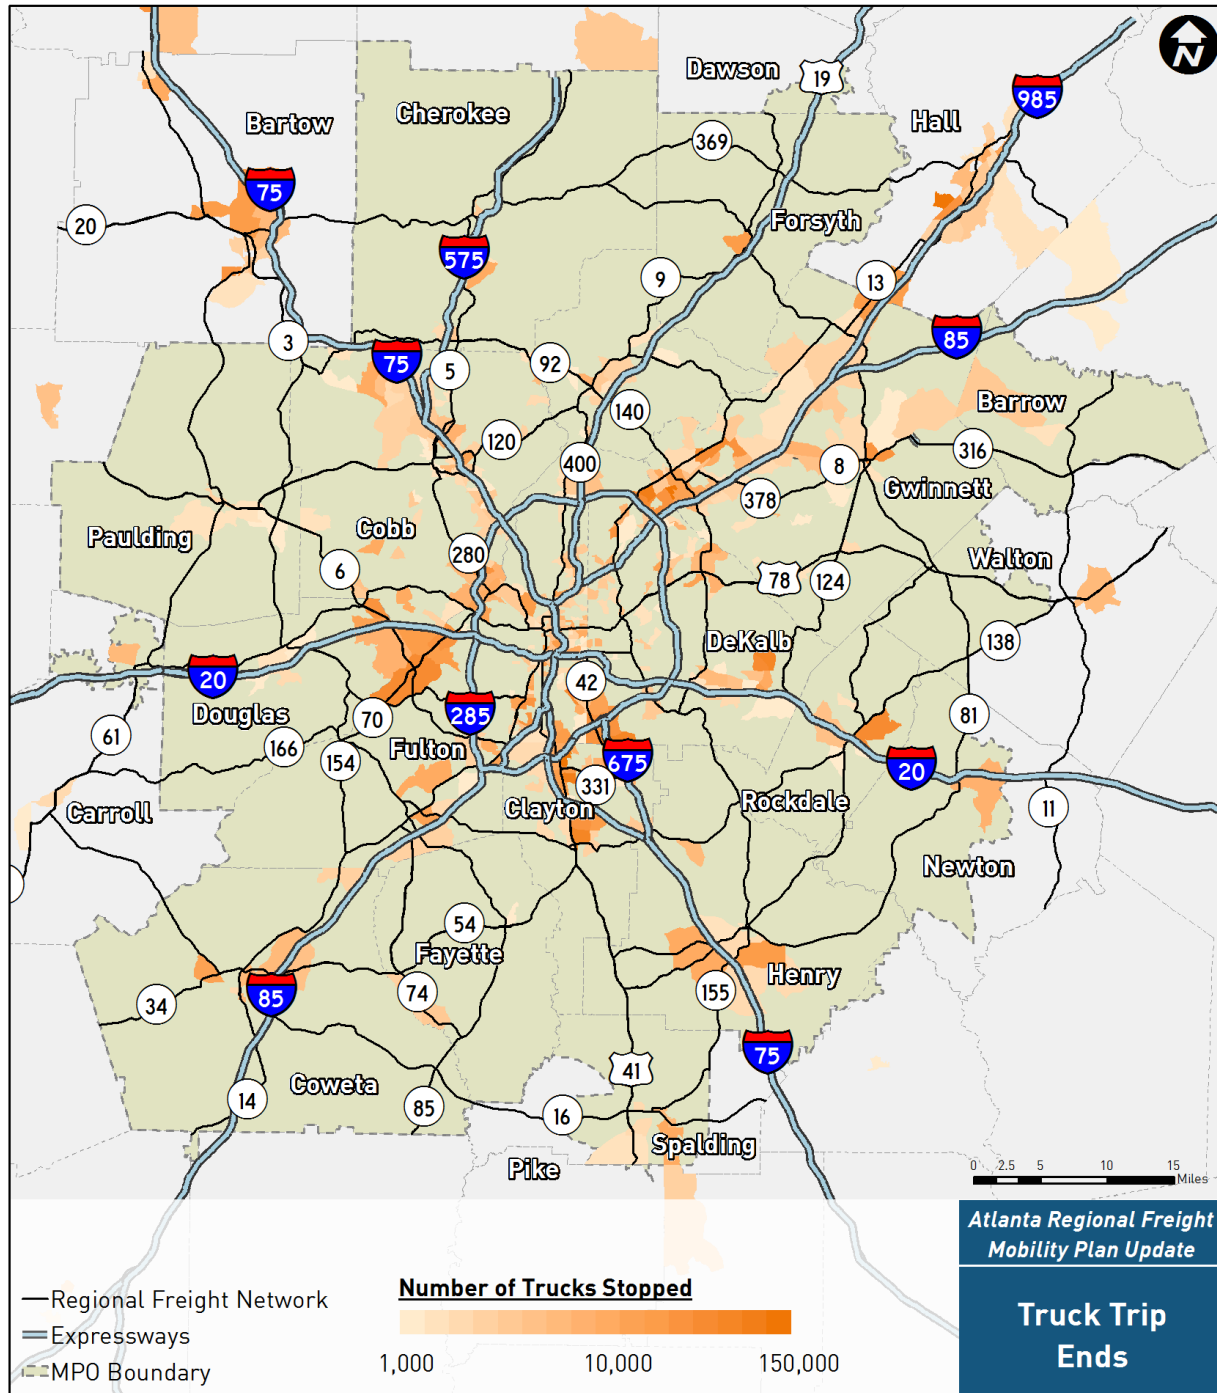 N
Dawson
19
985
Cherokee
Hall
Bartow
369
75
20
Forsyth
575
9
13
3
85
75
5
92
Barrow
140
120
400
8
316
Gwinnett
378
Paulding
Cobb
280
Walton
6
78
124
DeKalb
138
20
42
Douglas
70
285
81
61
166
Fulton
154
675
20
331
Rockdale
Carroll
Clayton
11
Newton
54
Fayette
Henry
34
85
74
155
75
41
Coweta
14
85
16
Spalding
Pike
0 2.5 5 10 15
Miles
Atlanta Regional Freight
Mobility Plan Update
Truck Trip
Ends
Number of Trucks Stopped
1,000 10,000 150,000
Regional Freight Network
Expressways
MPO Boundary